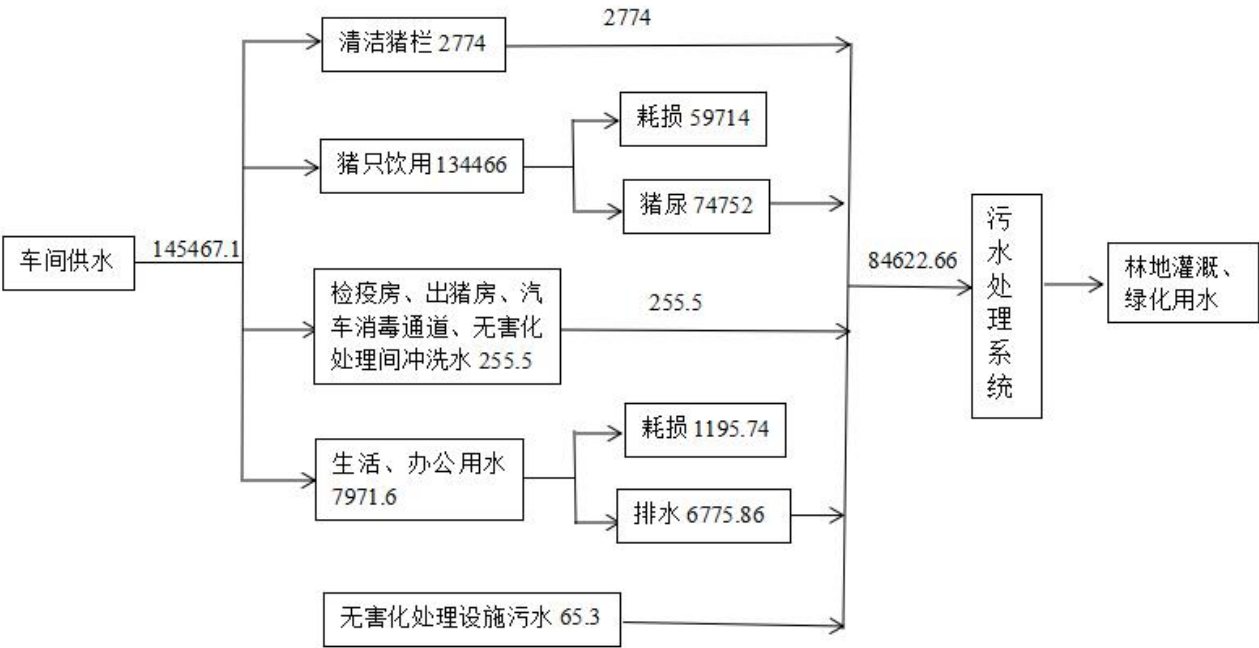 2774
清洁猪栏 2774
耗损 59714
猪只饮用134466
猪尿 74752
车间供水
145467.1
检疫房、出猪房、汽
车消毒通道、无害化
处理间冲洗水 255.5
255.5
84622.66
污
水
处
理
系
统
林地灌溉、
绿化用水
耗损 1195.74
生活、办公用水
7971.6
排水 6775.86
无害化处理设施污水 65.3